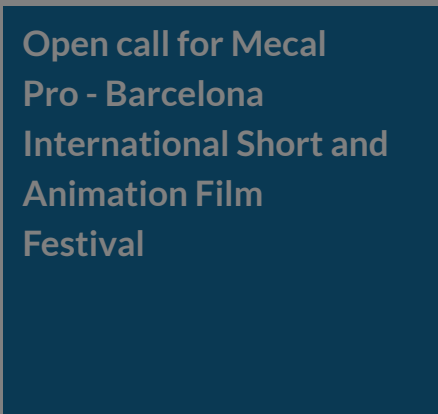 Open call for Mecal
Pro - Barcelona
International Short and
Animation Film
Festival